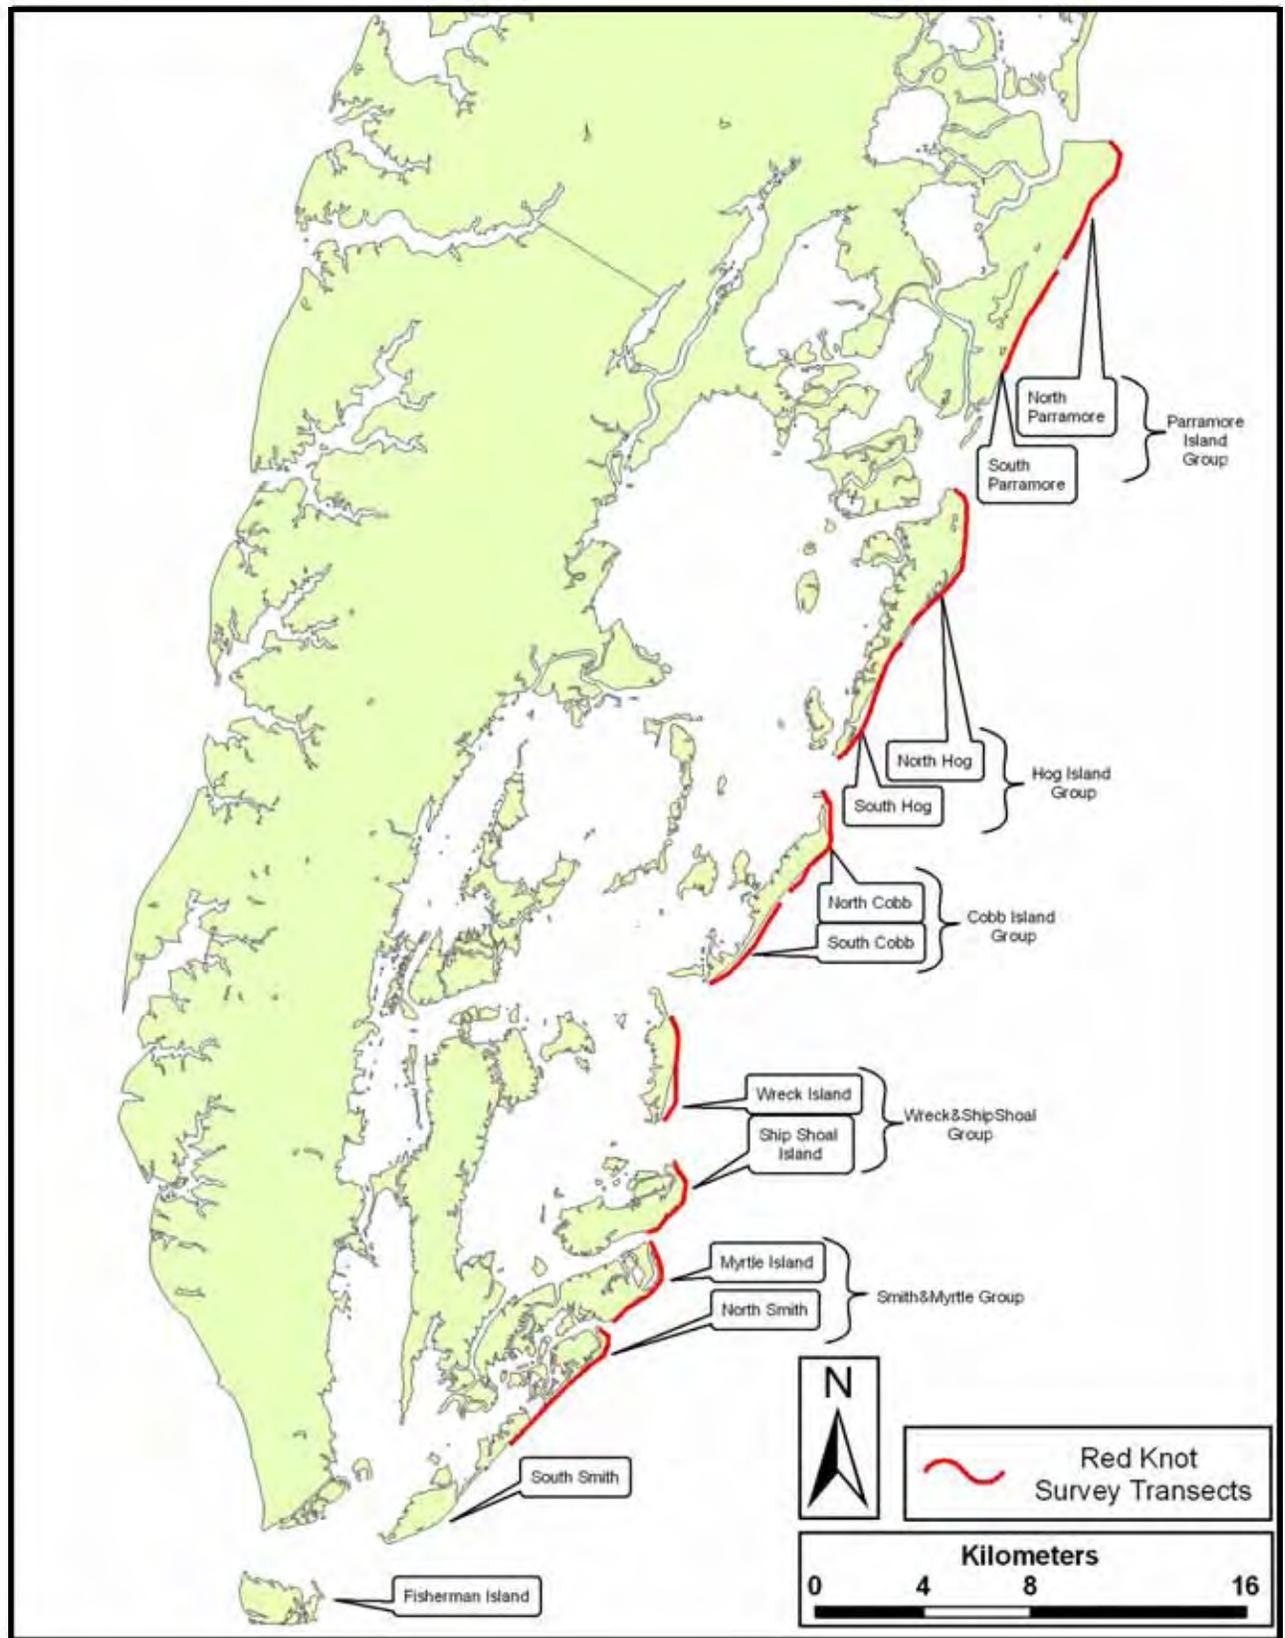 North
Parramore
Parramore
Island
Group
South
Parramore
North Hog
South Hog
Hog Island
Group
North Cobb
South Cobb
Cobb Island
Group
Wreck Island
Ship Shoal
Island
Wreck&ShipShoal
Group
Myrtle Island
North Smith
Smith&Myrtle Group
South Smith
Fisherman Island
N
Red Knot
Survey Transects
Kilometers
0 4 8 16